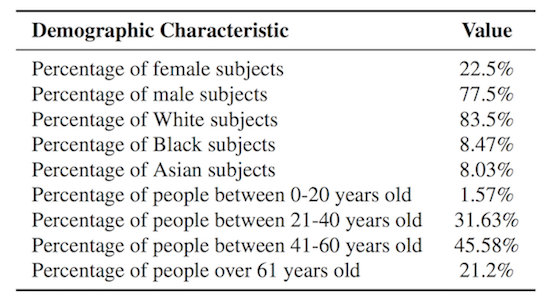 Demographic Characteristic Value
Percentage of female subjects 22.5%
Percentage of male subjects 77.5%
Percentage of White subjects 83.5%
Percentage of Black subjects 8.47%
Percentage of Asian subjects 8.03%
Percentage of people between 0-20 years old 1.57%
Percentage of people between 21-40 years old 31.63%
Percentage of people between 41-60 years old 45.58%
Percentage of people over 61 years old 21.2%